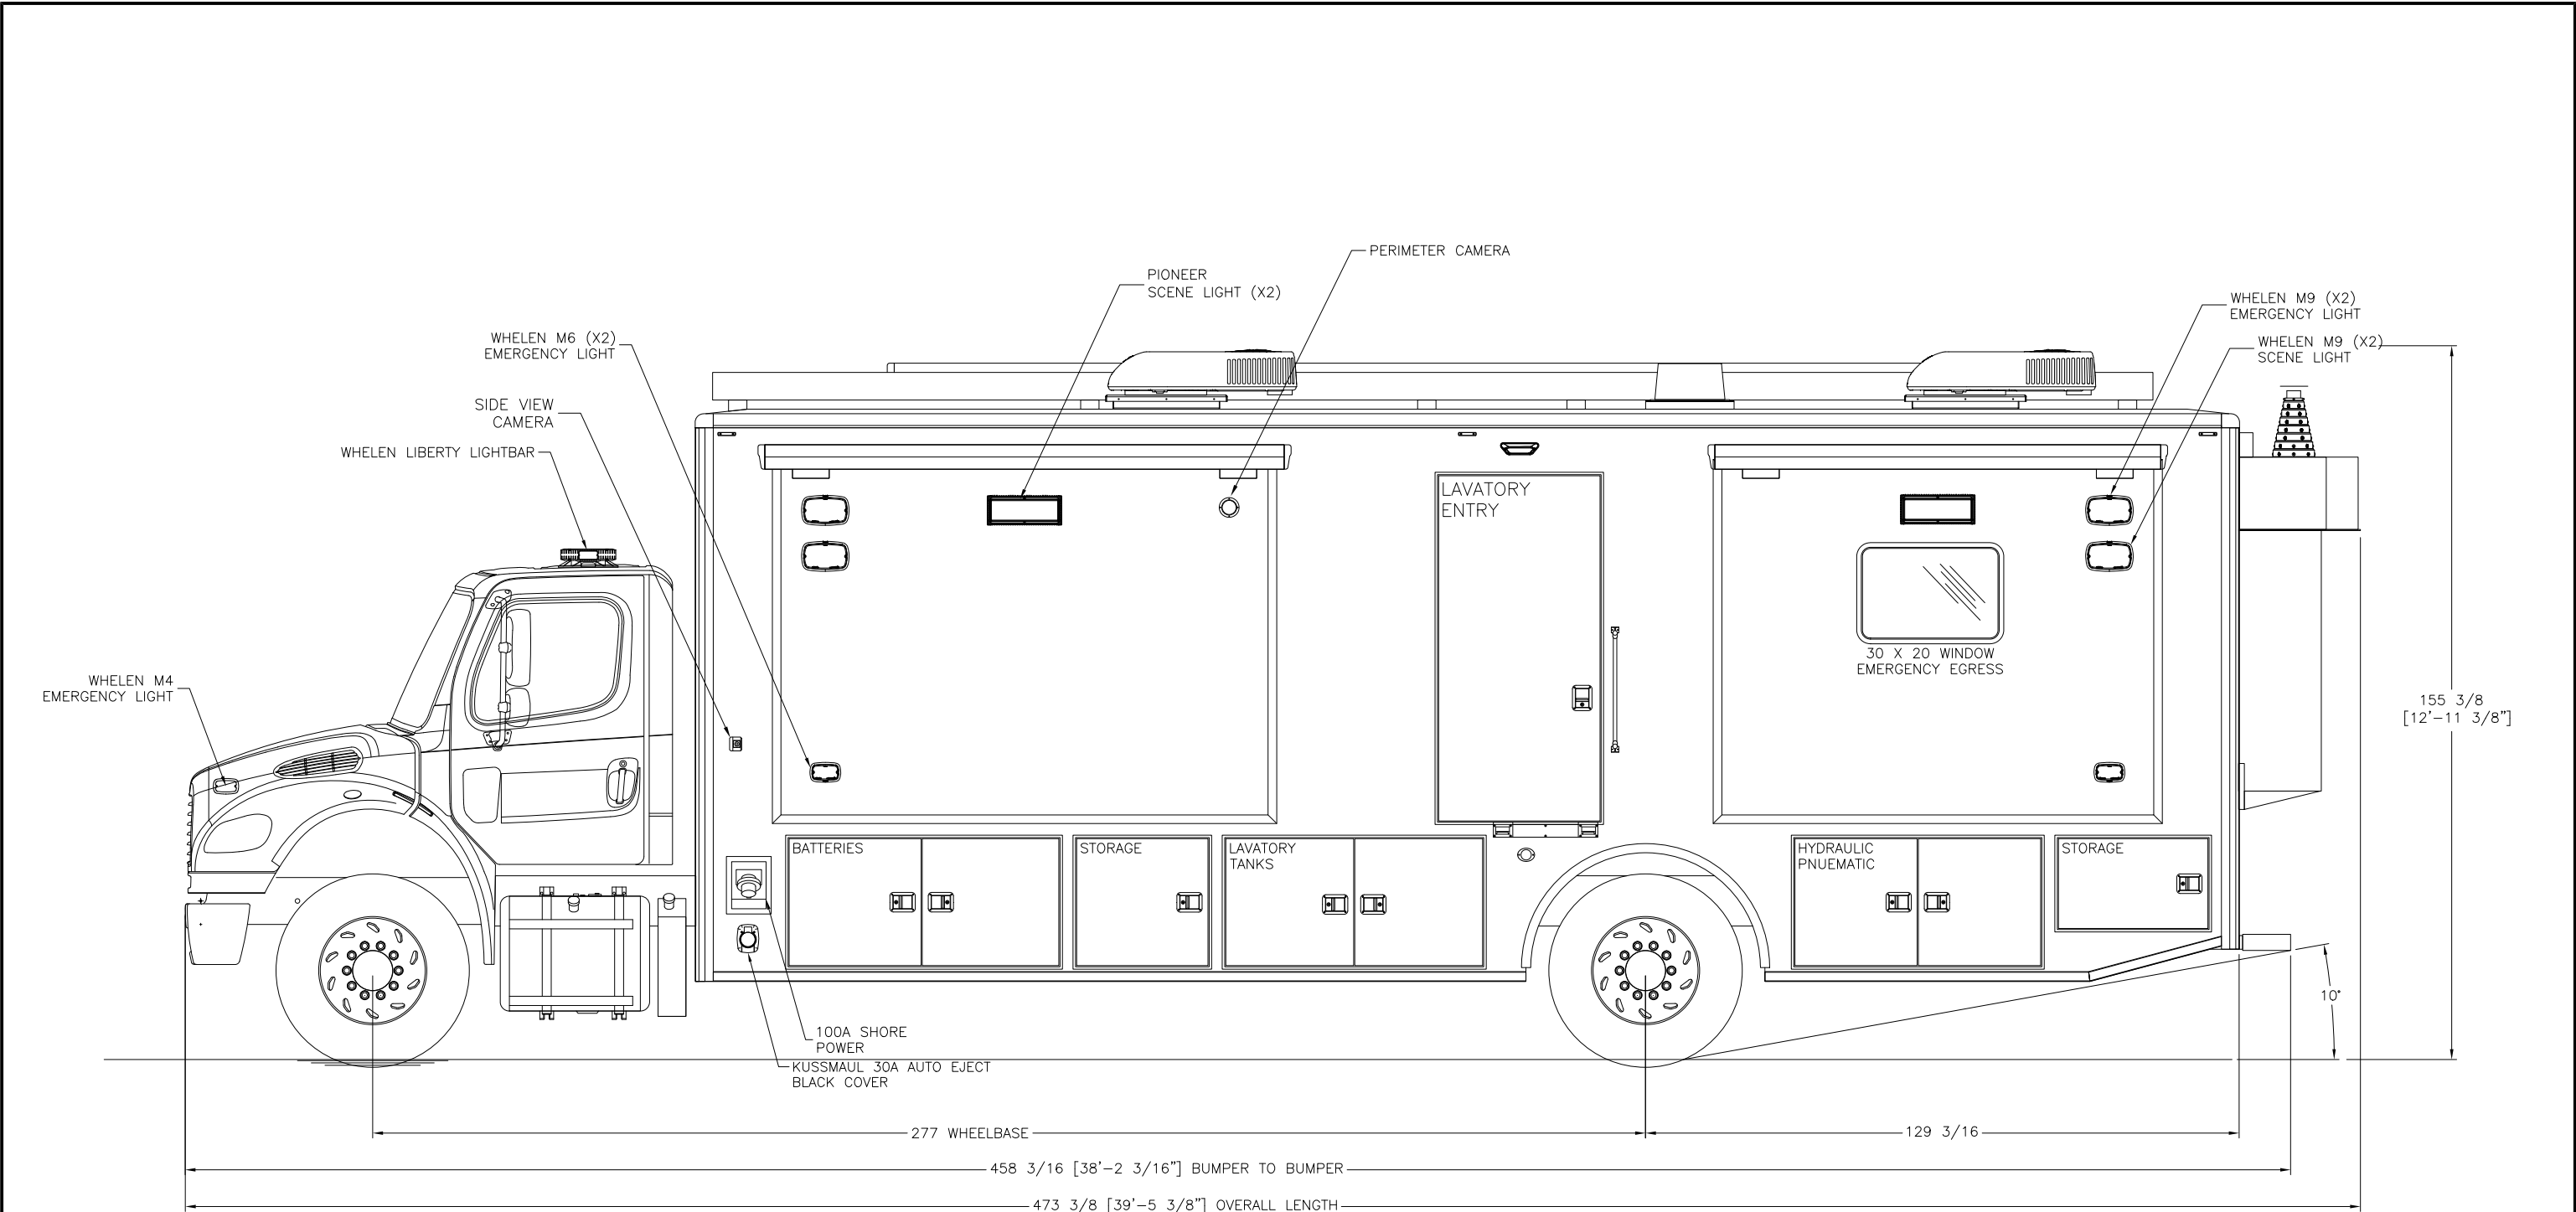 PERIMETER CAMERA
PIONEER
SCENE LIGHT (X2)
WHELEN M9 (X2)
EMERGENCY LIGHT
WHELEN M6 (X2)
EMERGENCY LIGHT
WHELEN M9 (X2)
SCENE LIGHT
SIDE VIEW
CAMERA
WHELEN LIBERTY LIGHTBAR
LAVATORY
ENTRY
30 X 20 WINDOW
EMERGENCY EGRESS
WHELEN M4
EMERGENCY LIGHT
155 3/8
[12'-11 3/8"]
BATTERIES
STORAGE
LAVATORY
TANKS
HYDRAULIC
PNUEMATIC
STORAGE
10°
100A SHORE
POWER
KUSSMAUL 30A AUTO EJECT
BLACK COVER
277 WHEELBASE
129 3/16
458 3/16 [38'-2 3/16"] BUMPER TO BUMPER
473 3/8 [39'-5 3/8"] OVERALL LENGTH